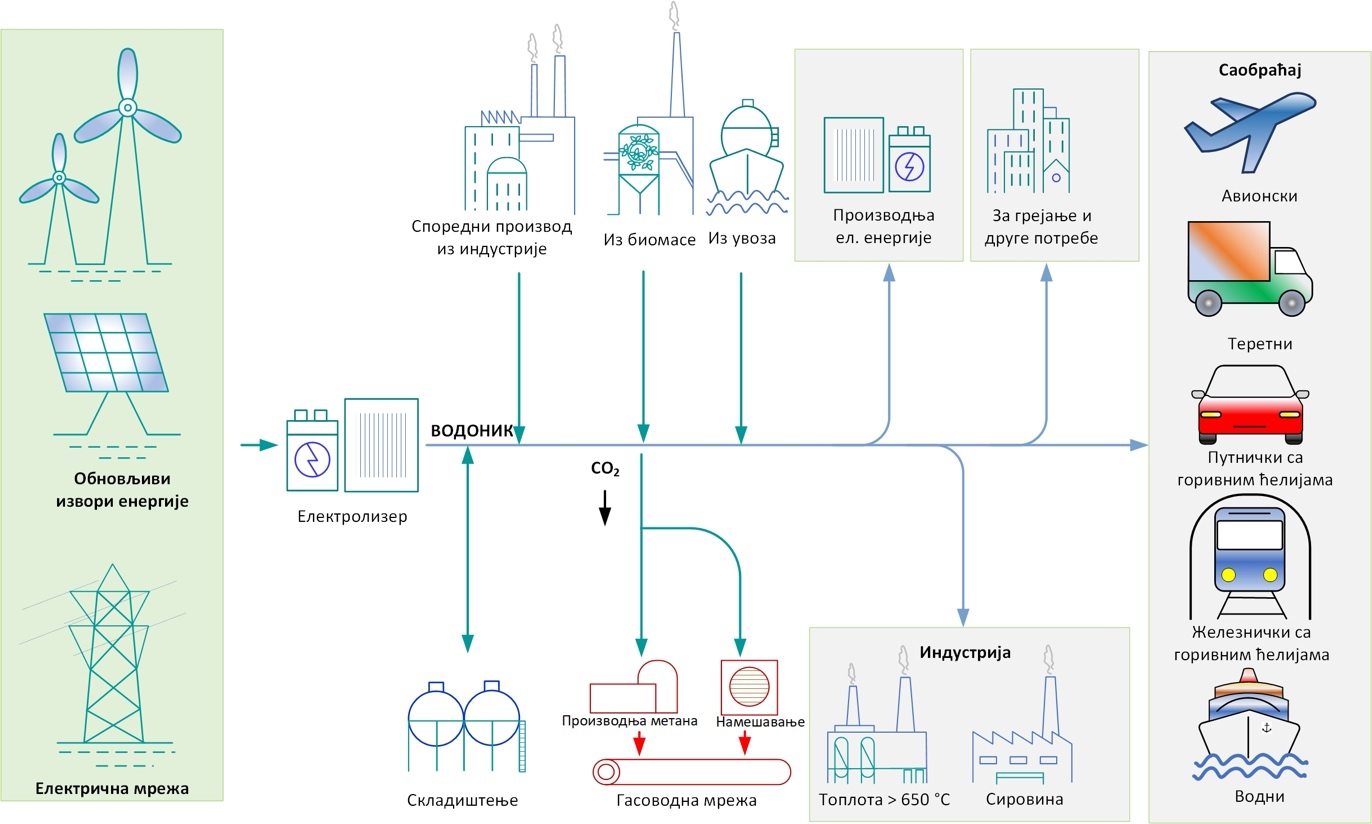 Обновљиви
извори енергије
Електрична мрежа
Електролизер
ВОДОНИК
Споредни производ
из индустрије
Из биомасе
Из увоза
Производња
ел. енергије
За грејање и
друге потребе
CO₂
Складиштење
Производња метана
Намешавање
Гасоводна мрежа
Индустрија
Топлота > 650 °C
Сировина
Саобраћај
Авионски
Теретни
Путнички са
горивним ћелијама
Железнички са
горивним ћелијама
Водни